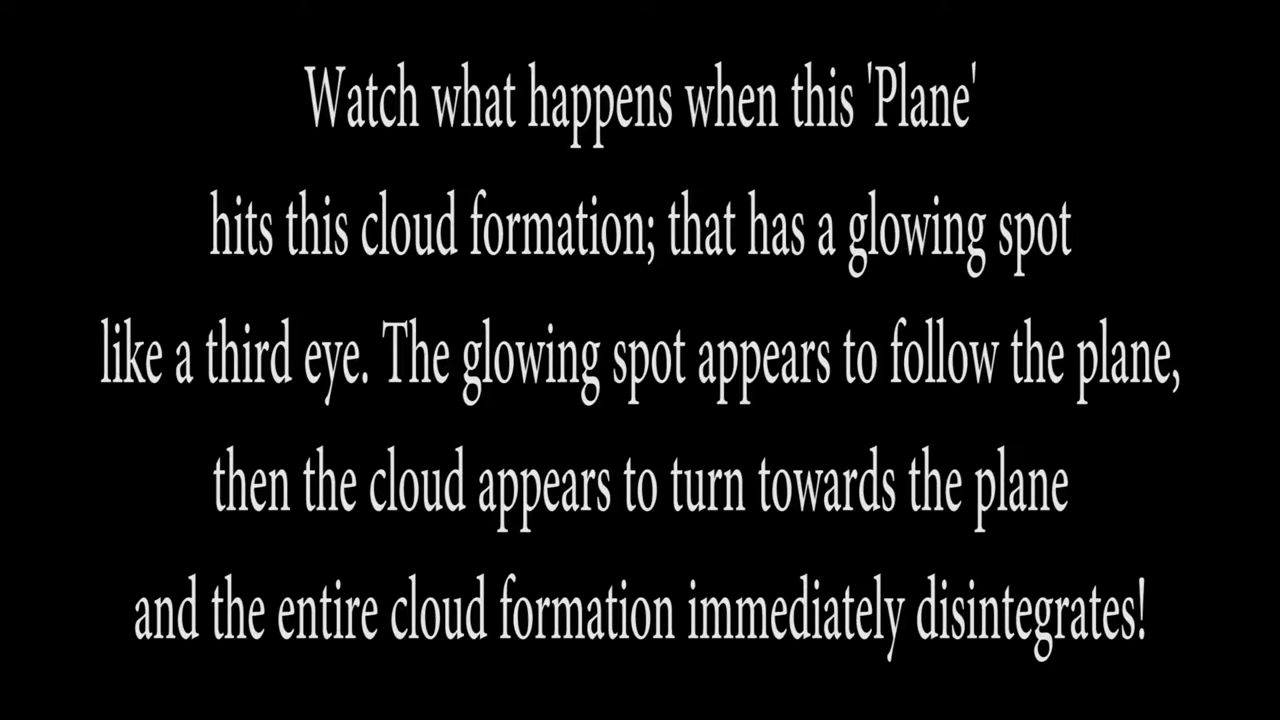 Watch what happens when this 'Plane'
hits this cloud formation; that has a glowing spot
like a third eye. The glowing spot appears to follow the plane,
then the cloud appears to turn towards the plane
and the entire cloud formation immediately disintegrates!